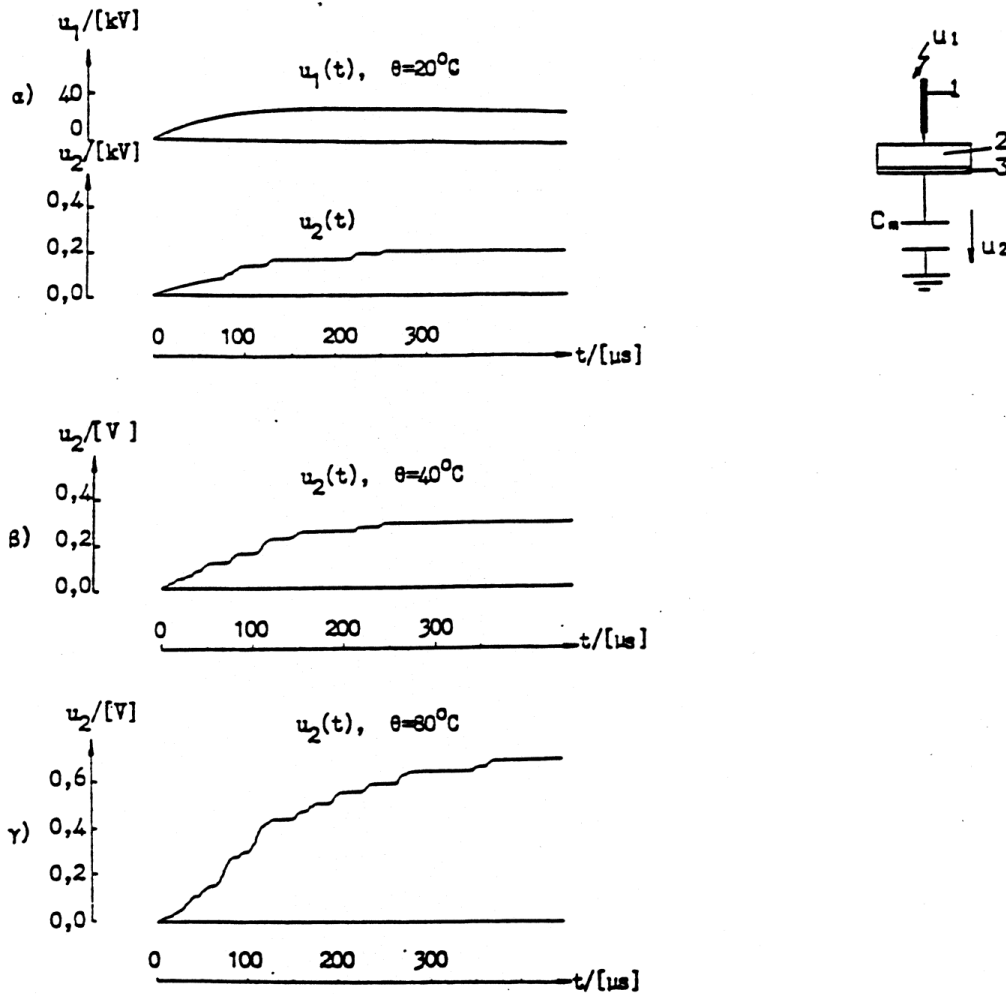 u₁/[kV]
α)
40
0
u₁(t), θ=20°C
u₂/[kV]
0,4
0,2
0,0
u₂(t)
0 100 200 300
t/[μs]
u₁
1
2
3
Cₘ
u₂
u₂/[V ]
β)
0,4
0,2
0,0
u₂(t), θ=40°C
0 100 200 300
t/[μs]
u₂/[V]
γ)
0,6
0,4
0,2
0,0
u₂(t), θ=80°C
0 100 200 300
t/[μs]